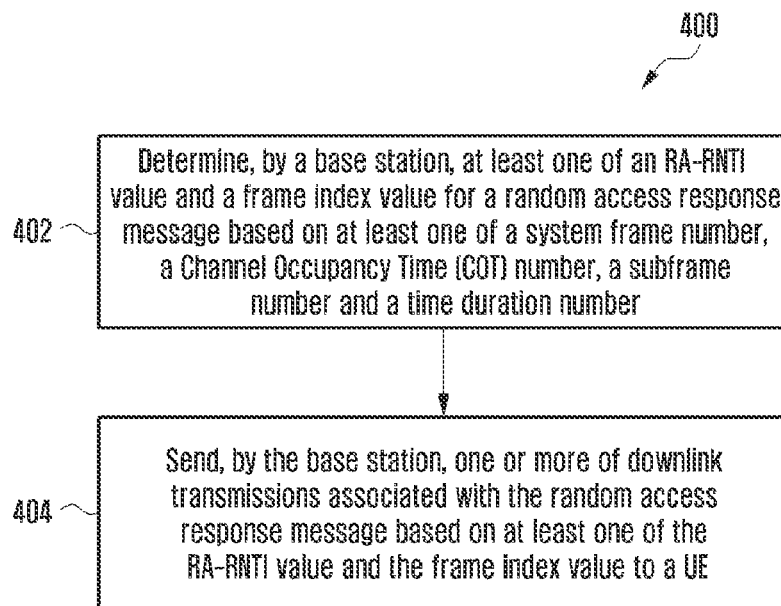 400
Determine, by a base station, at least one of an RA-RNTI
value and a frame index value for a random access response
message based on at least one of a system frame number,
a Channel Occupancy Time (COT) number, a subframe
number and a time duration number
402
Send, by the base station, one or more of downlink
transmissions associated with the random access
response message based on at least one of the
RA-RNTI value and the frame index value to a UE
404